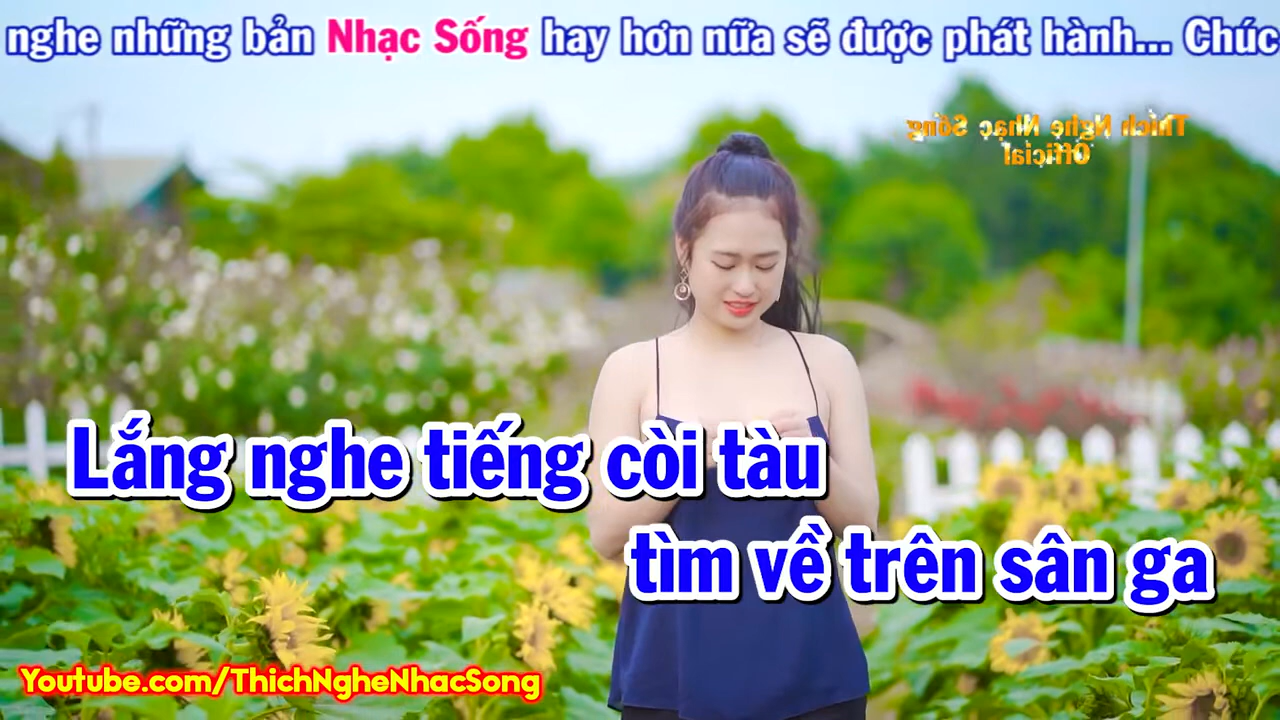 nghe những bản Nhạc Sống hay hơn nữa sẽ được phát hành... Chúc
Thích Nghe Nhạc Sống
Official
Lắng nghe tiếng còi tàu
tìm về trên sân ga
Youtube.com/ThichNgheNhacSong